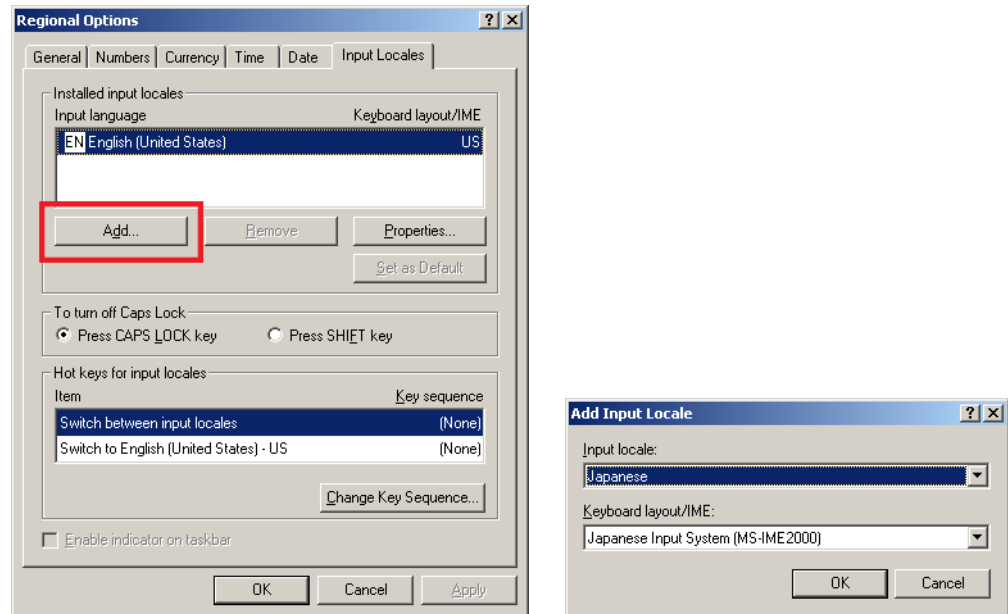 Regional Options
General Numbers Currency Time Date Input Locales
Installed input locales
Input language Keyboard layout/IME
EN English (United States) US
Add... Remove Properties...
Set as Default
To turn off Caps Lock
Press CAPS LOCK key Press SHIFT key
Hot keys for input locales
Item Key sequence
Switch between input locales (None)
Switch to English (United States) - US (None)
Change Key Sequence...
Enable indicator on taskbar
OK Cancel Apply
Add Input Locale
Input locale:
Japanese
Keyboard layout/IME:
Japanese Input System (MS-IME2000)
OK Cancel